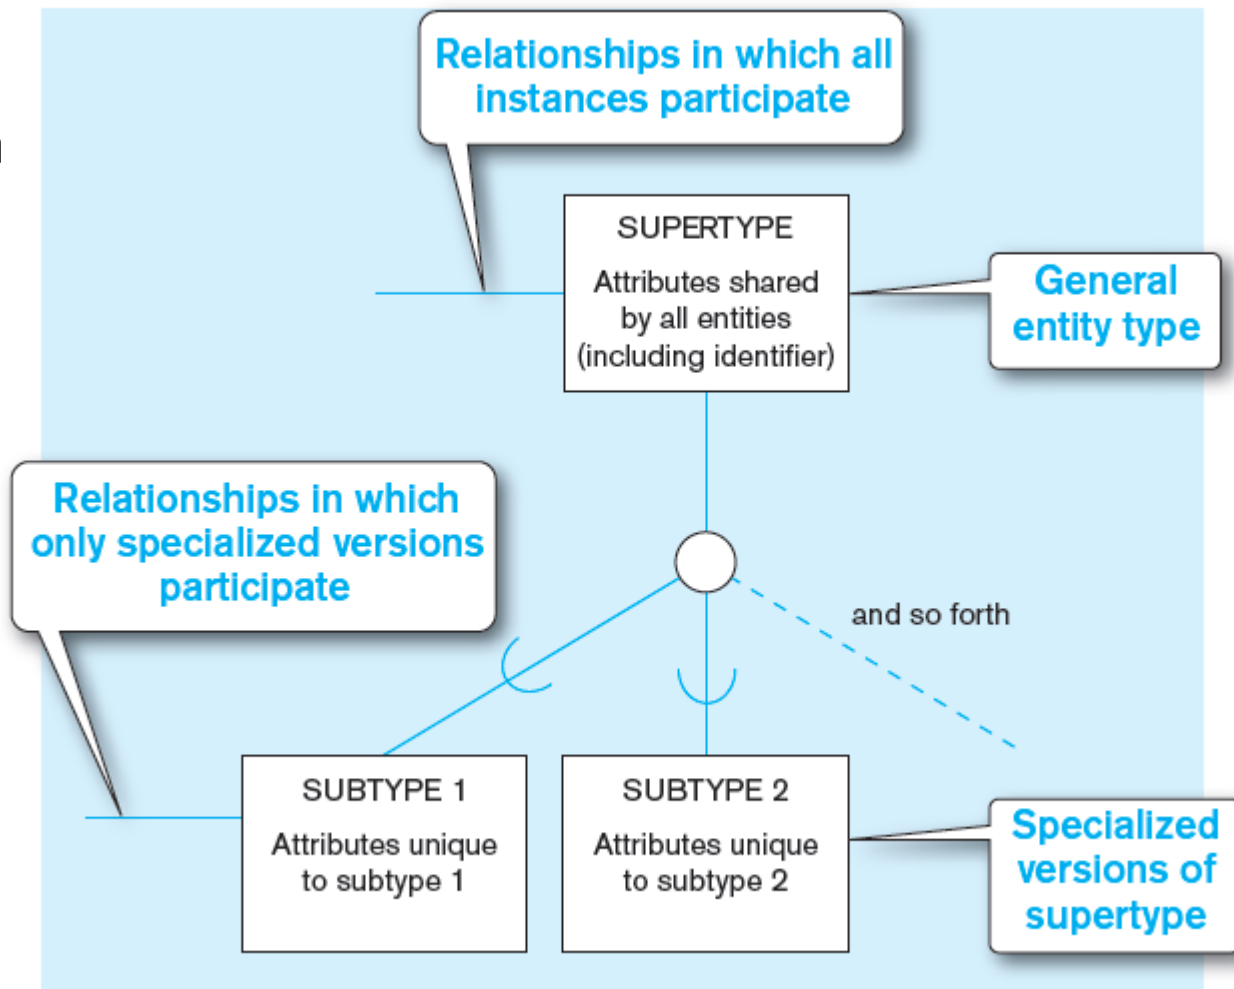 Relationships in which all
instances participate
SUPERTYPE
Attributes shared
by all entities
(including identifier)
General
entity type
Relationships in which
only specialized versions
participate
and so forth
SUBTYPE 1
Attributes unique
to subtype 1
SUBTYPE 2
Attributes unique
to subtype 2
Specialized
versions of
supertype